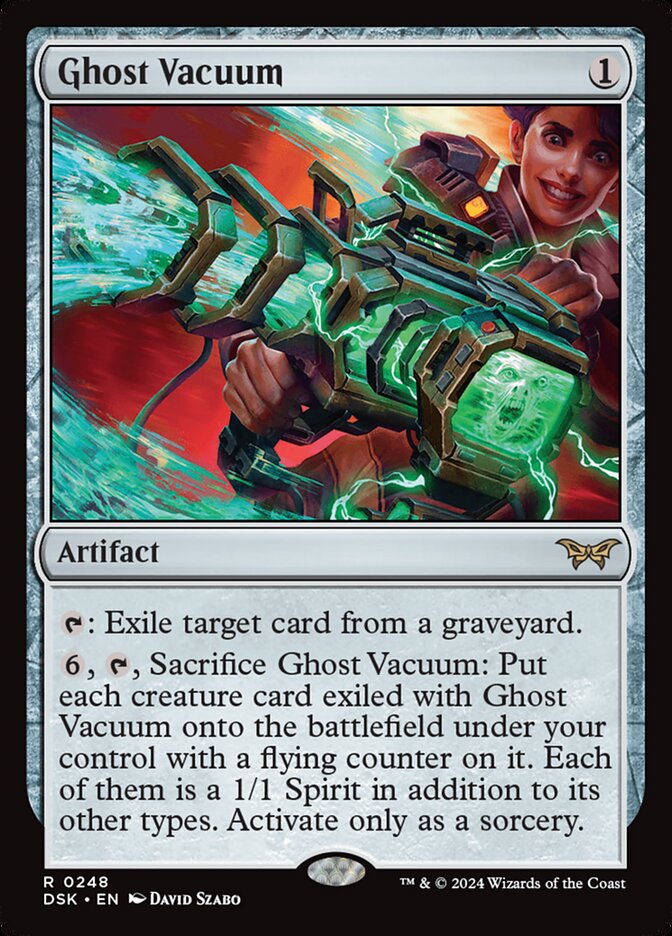 Ghost Vacuum 1
Artifact
: Exile target card from a graveyard.
6, , Sacrifice Ghost Vacuum: Put
each creature card exiled with Ghost
Vacuum onto the battlefield under your
control with a flying counter on it. Each
of them is a 1/1 Spirit in addition to its
other types. Activate only as a sorcery.
R 0248
DSK • EN David Szabo
™ & © 2024 Wizards of the Coast